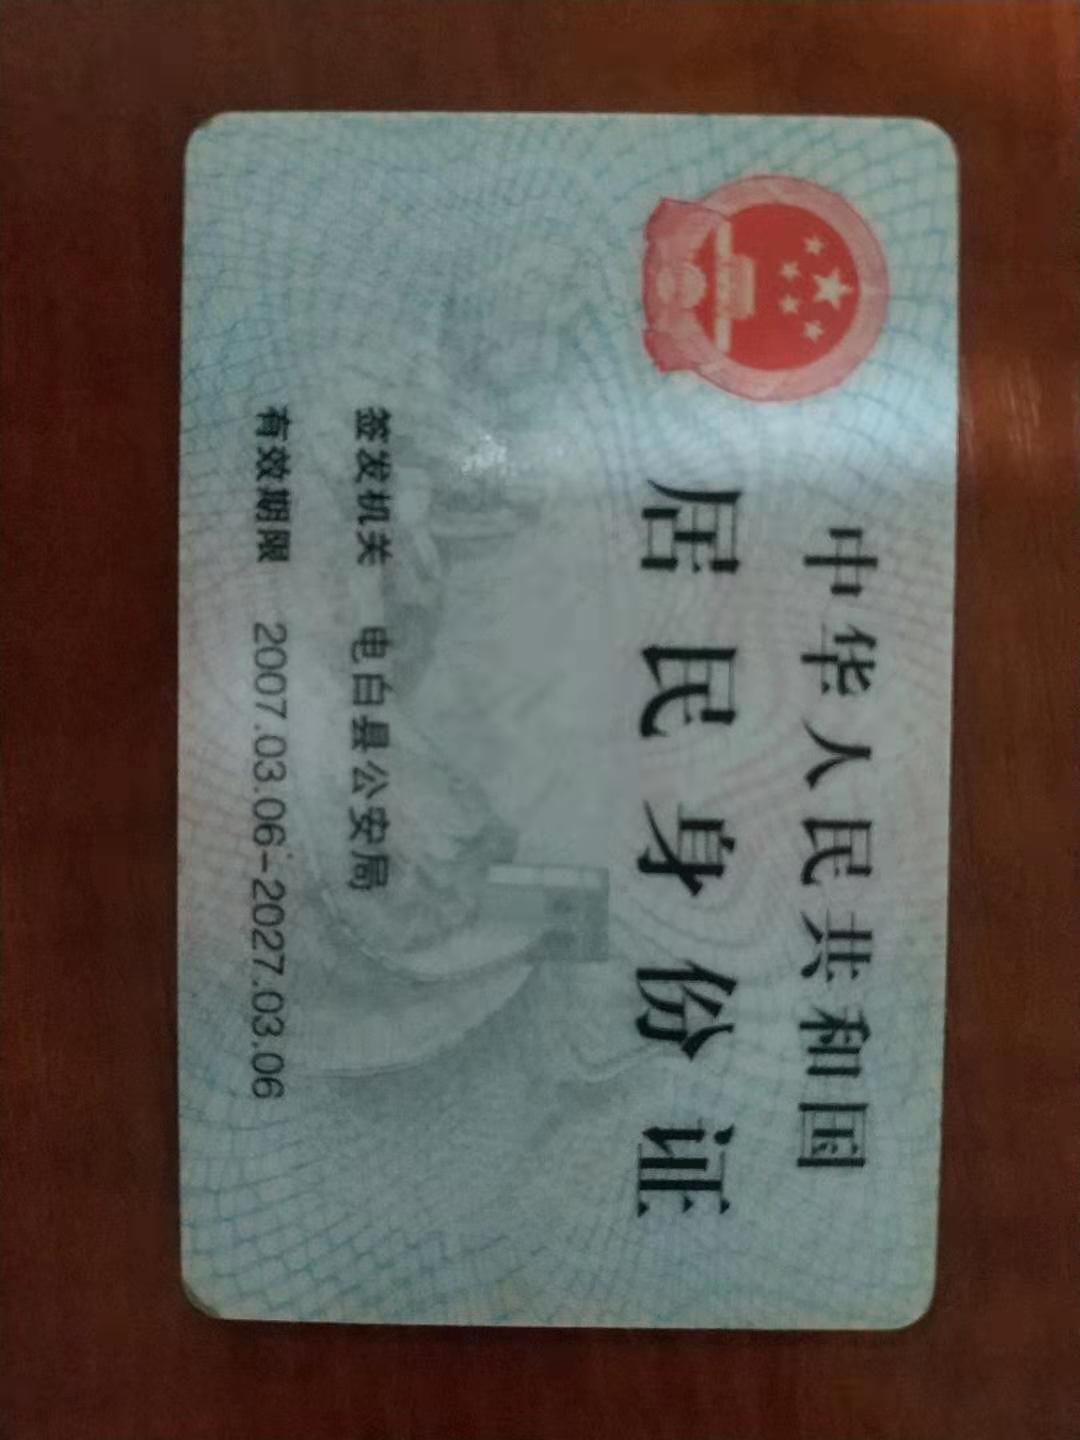 中华人民共和国
居民身份证
签发机关 电白县公安局
有效期限 2007.03.06-2027.03.06